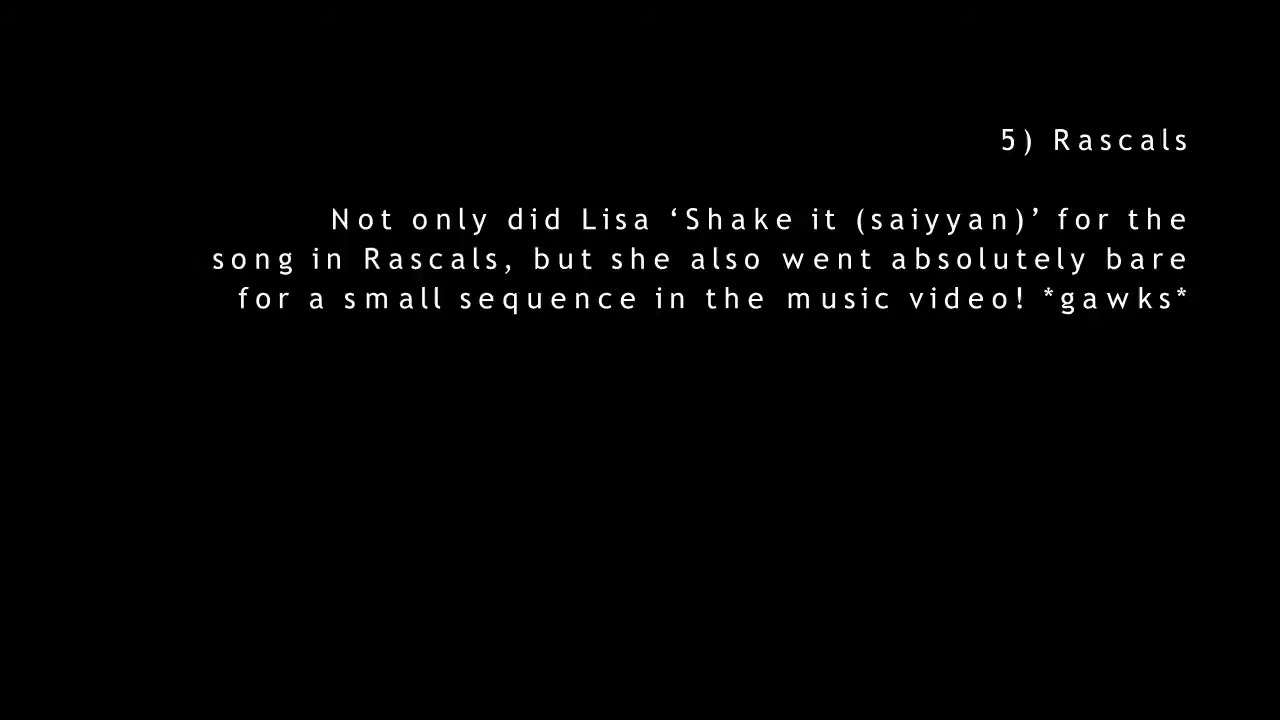 5) Rascals
Not only did Lisa ‘Shake it (saiyyan)’ for the
song in Rascals, but she also went absolutely bare
for a small sequence in the music video! *gawks*